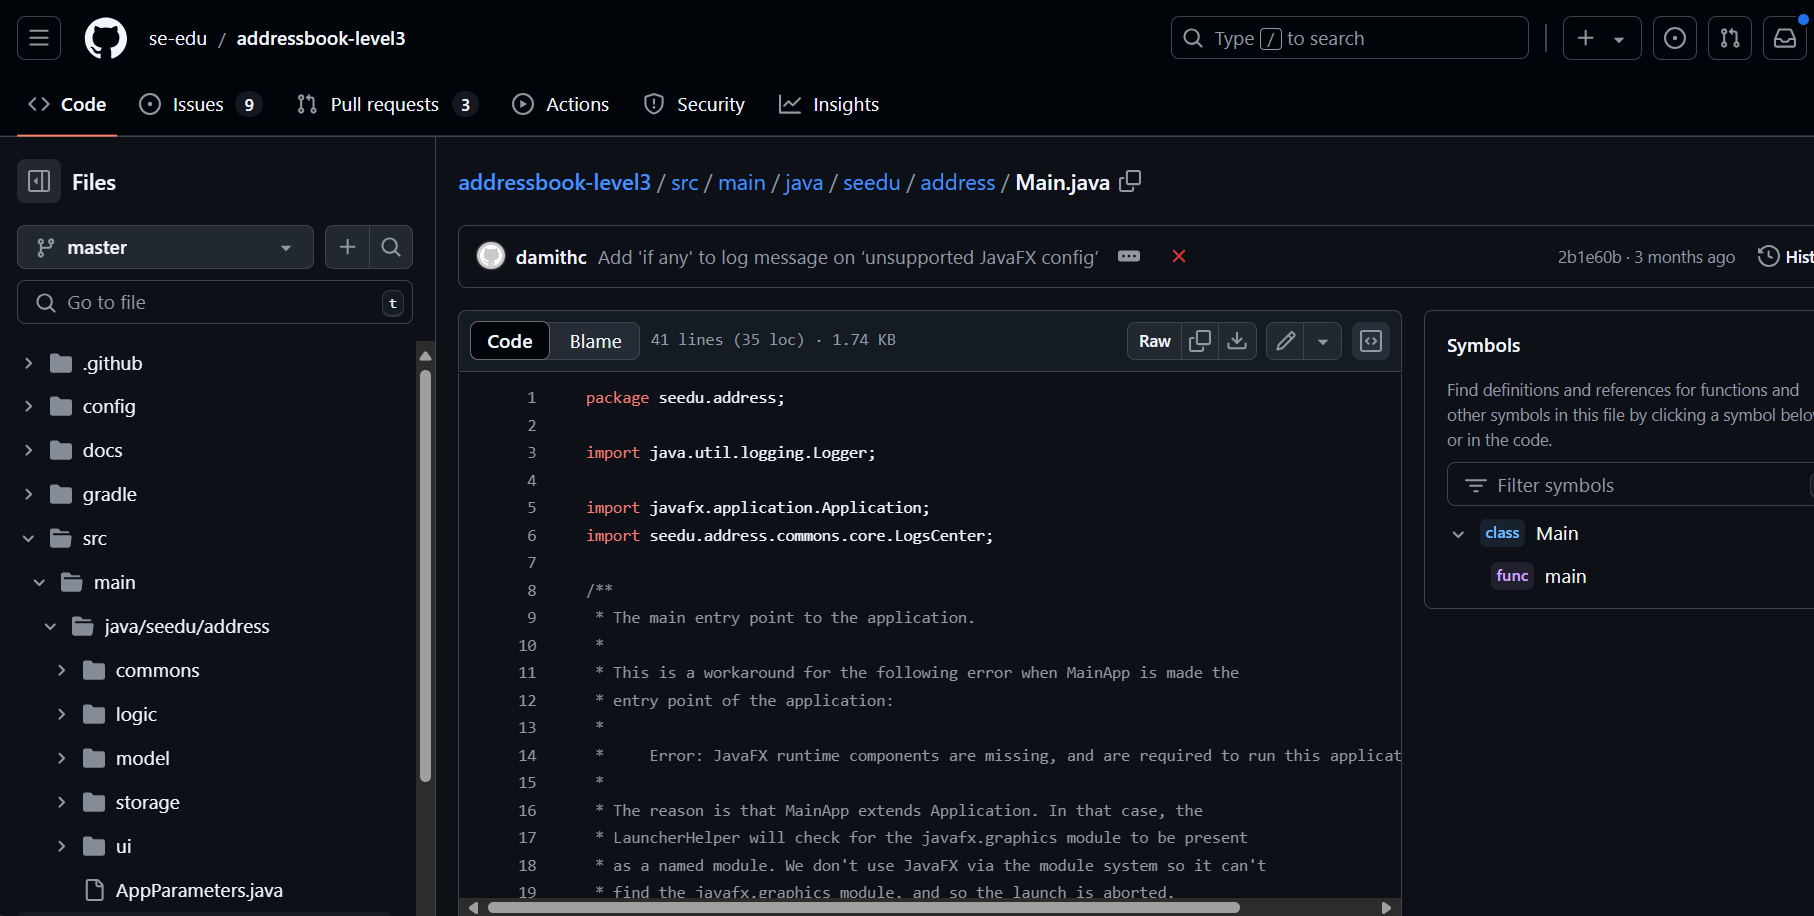 se-edu / addressbook-level3
Type / to search
Code
Issues 9
Pull requests 3
Actions
Security
Insights
Files
master
Go to file
t
.github
config
docs
gradle
src
main
java/seedu/address
commons
logic
model
storage
ui
AppParameters.java
addressbook-level3 / src / main / java / seedu / address / Main.java
damithc Add 'if any' to log message on ‘unsupported JavaFX config’
2b1e60b · 3 months ago
Hist
Code
Blame
41 lines (35 loc) · 1.74 KB
Raw
1 package seedu.address;
2
3 import java.util.logging.Logger;
4
5 import javafx.application.Application;
6 import seedu.address.commons.core.LogsCenter;
7
8 /**
9 * The main entry point to the application.
10 *
11 * This is a workaround for the following error when MainApp is made the
12 * entry point of the application:
13 *
14 * Error: JavaFX runtime components are missing, and are required to run this applicat
15 *
16 * The reason is that MainApp extends Application. In that case, the
17 * LauncherHelper will check for the javafx.graphics module to be present
18 * as a named module. We don't use JavaFX via the module system so it can't
19 * find the javafx.graphics module, and so the launch is aborted.
Symbols
Find definitions and references for functions and
other symbols in this file by clicking a symbol belo
or in the code.
Filter symbols
class Main
func main